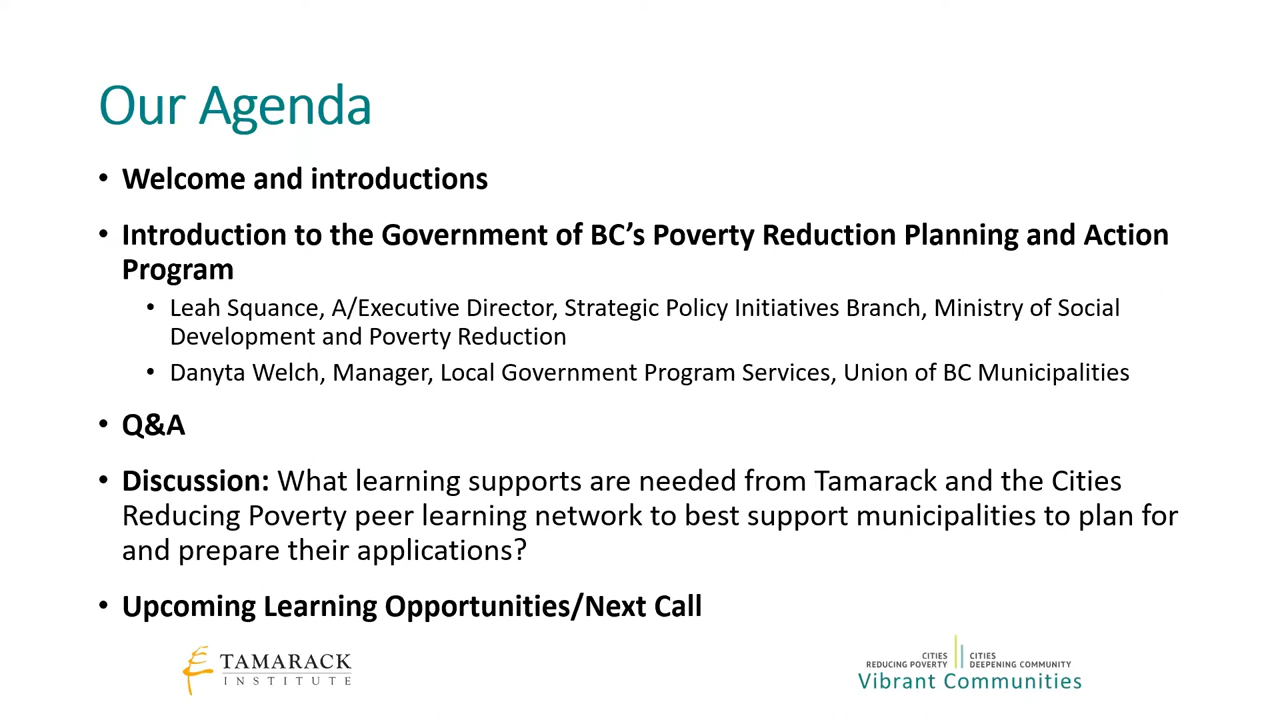 Our Agenda
• Welcome and introductions
• Introduction to the Government of BC’s Poverty Reduction Planning and Action
Program
• Leah Squance, A/Executive Director, Strategic Policy Initiatives Branch, Ministry of Social
Development and Poverty Reduction
• Danyta Welch, Manager, Local Government Program Services, Union of BC Municipalities
• Q&A
• Discussion: What learning supports are needed from Tamarack and the Cities
Reducing Poverty peer learning network to best support municipalities to plan for
and prepare their applications?
• Upcoming Learning Opportunities/Next Call
TAMARACK
INSTITUTE
CITIES
REDUCING POVERTY
CITIES
DEEPENING COMMUNITY
Vibrant Communities